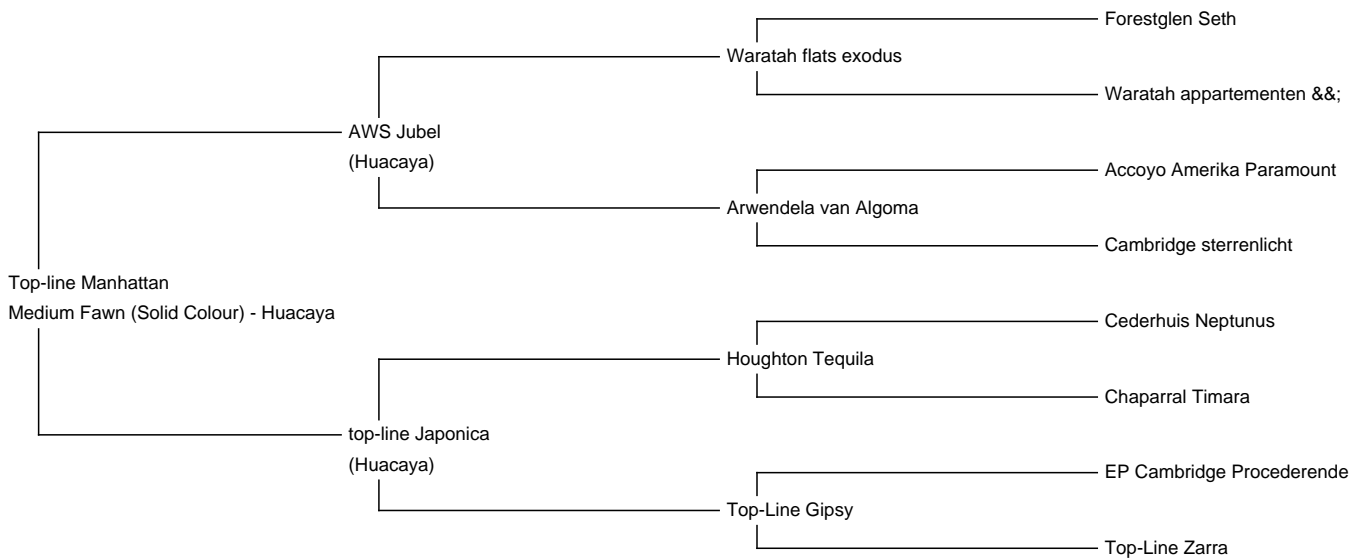 Forestglen Seth
Waratah flats exodus
Waratah appartementen &&;
AWS Jubel
(Huacaya)
Accoyo Amerika Paramount
Arwendela van Algoma
Cambridge sterrenlicht
Top-line Manhattan
Medium Fawn (Solid Colour) - Huacaya
Cederhuis Neptunus
Houghton Tequila
Chaparral Timara
top-line Japonica
(Huacaya)
EP Cambridge Procederende
Top-Line Gipsy
Top-Line Zarra